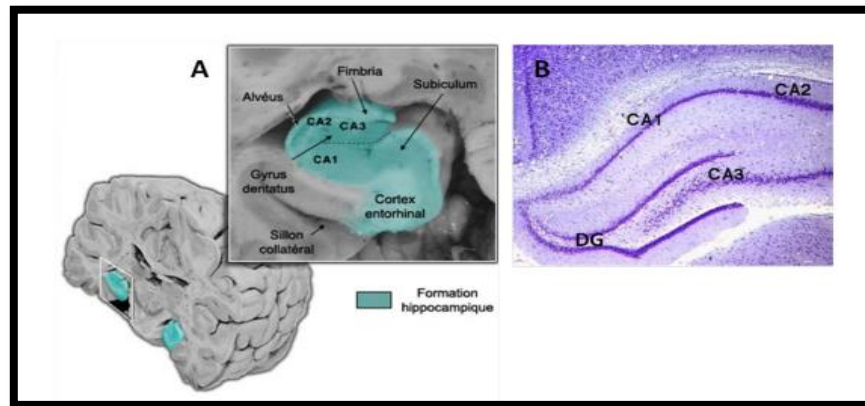 A
Fimbria
Subiculum
Alvéus
CA2
CA3
CA1
Gyrus
dentatus
Cortex
entorhinal
Sillon
collatéral
Formation
hippocampique
B
CA2
CA1
CA3
DG